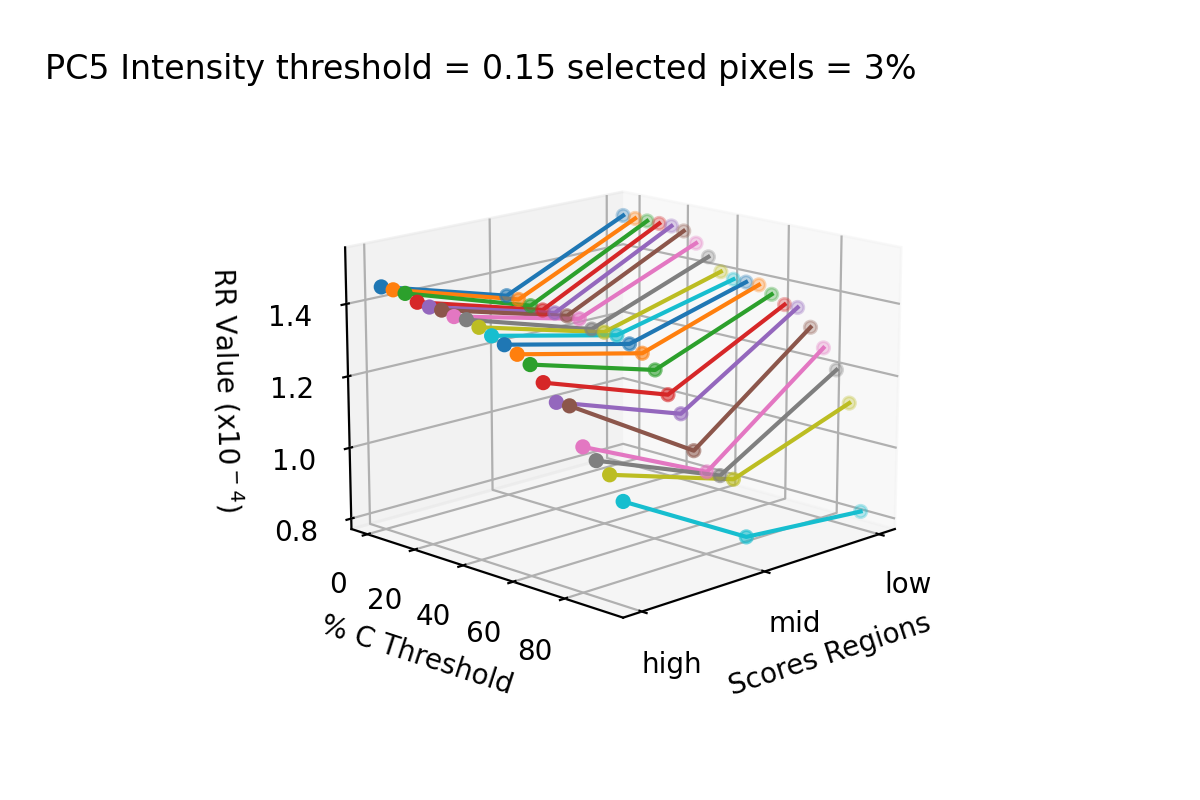 PC5 Intensity threshold = 0.15 selected pixels = 3%
RR Value (x10⁻⁴)
1.4
1.2
1.0
0.8
0
20
40
60
80
% C Threshold
high
mid
low
Scores Regions